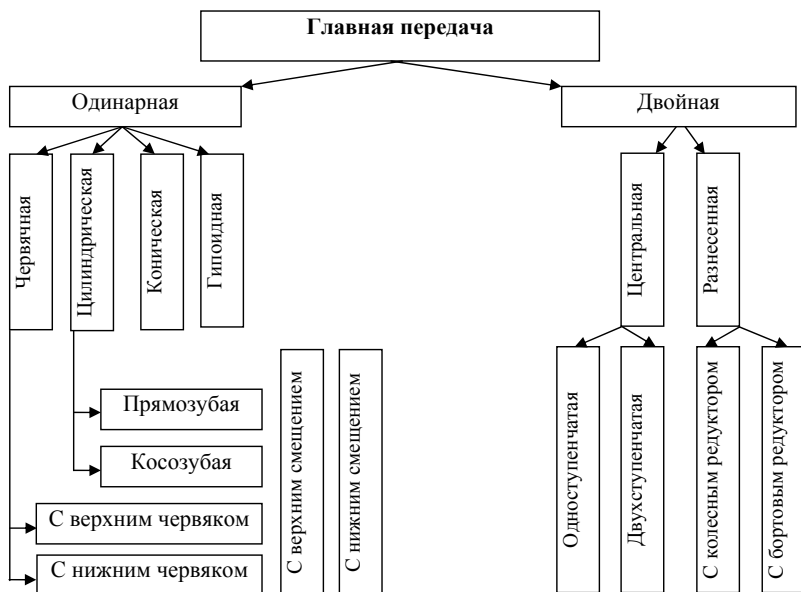 Главная передача
Одинарная
Двойная
Червячная
Цилиндрическая
Коническая
Гипоидная
Центральная
Разнесенная
Прямозубая
Косозубая
С верхним червяком
С нижним червяком
С верхним смещением
С нижним смещением
Одноступенчатая
Двухступенчатая
С колесным редуктором
С бортовым редуктором